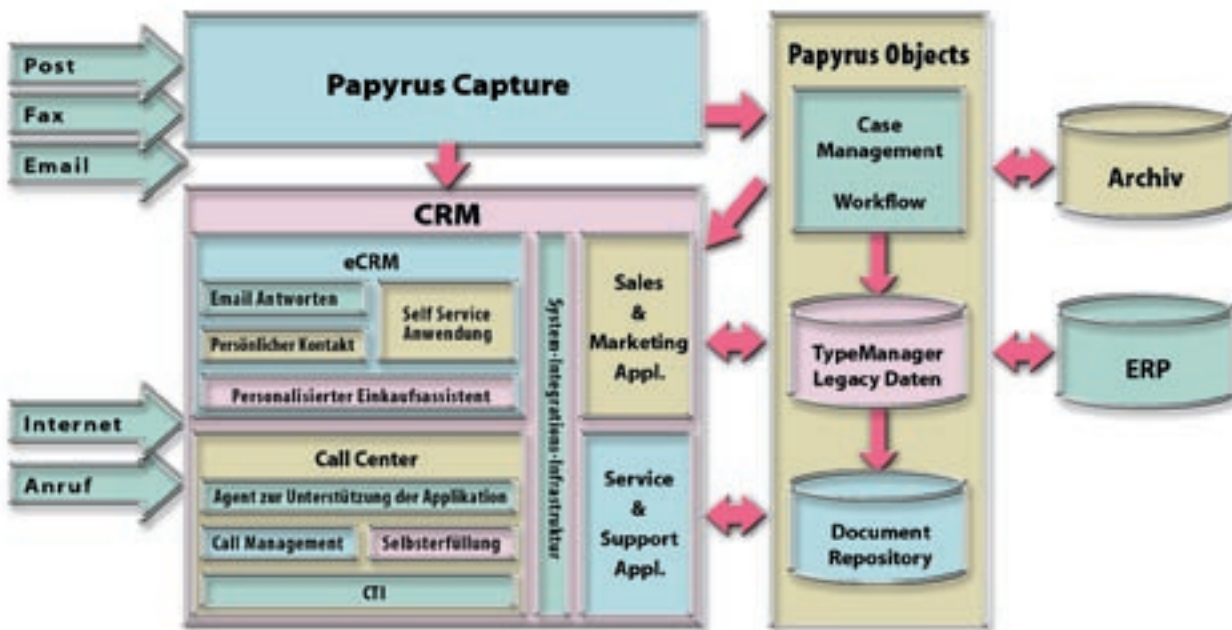 Post
Fax
Email
Papyrus Capture
CRM
eCRM
Email Antworten
Persönlicher Kontakt
Self Service
Anwendung
Personalisierter Einkaufsassistent
Internet
Anruf
Call Center
Agent zur Unterstützung der Applikation
Call Management
Selbsterfüllung
CTI
System-Integrations-Infrastruktur
Sales
&
Marketing
Appl.
Service
&
Support
Appl.
Papyrus Objects
Case
Management
Workflow
TypeManager
Legacy Daten
Document
Repository
Archiv
ERP